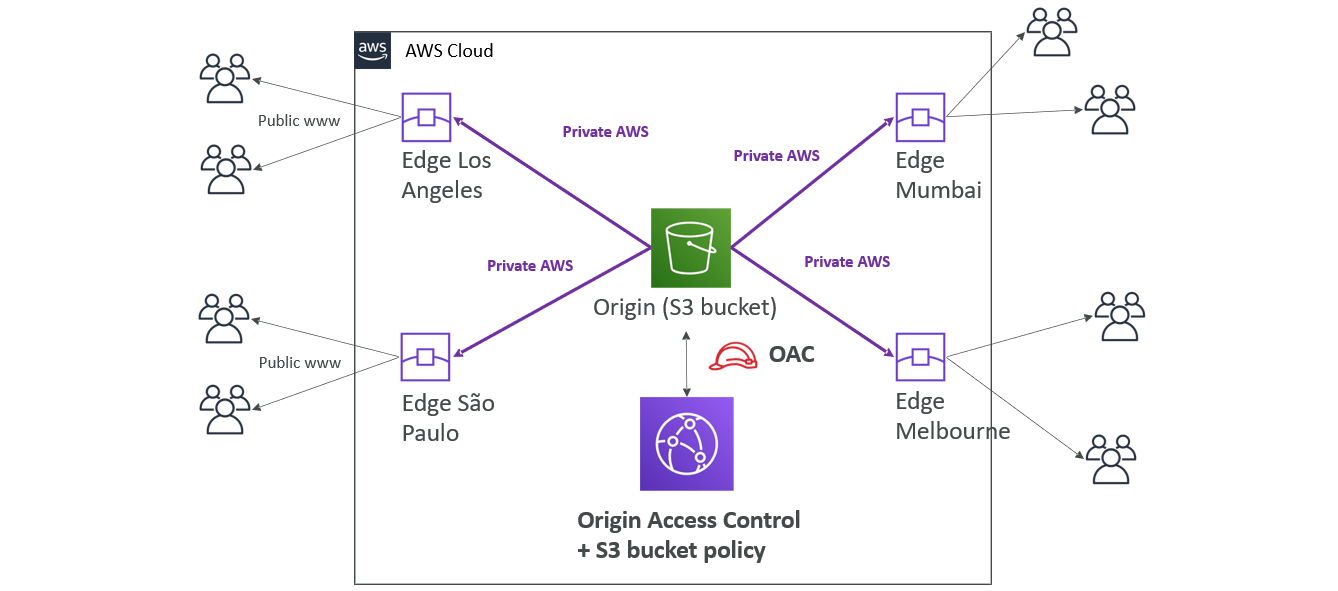 aws
AWS Cloud
Public www
Edge Los
Angeles
Private AWS
Private AWS
Edge
Mumbai
Private AWS
Private AWS
Origin (S3 bucket)
OAC
Public www
Edge São
Paulo
Edge
Melbourne
Origin Access Control
+ S3 bucket policy